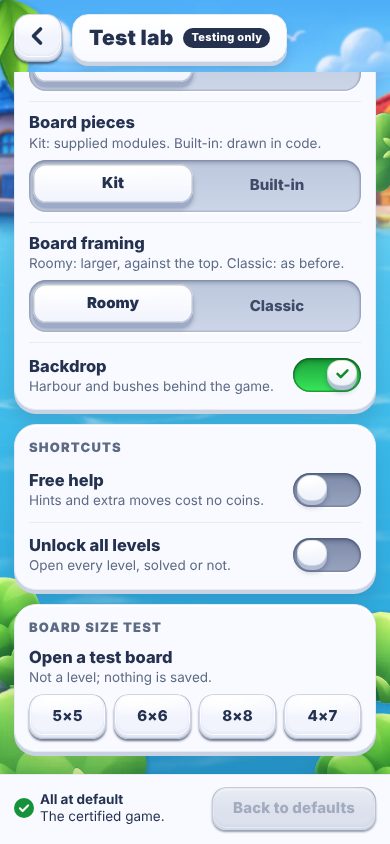 Test lab Testing only
Board pieces
Kit: supplied modules. Built-in: drawn in code.
Kit Built-in
Board framing
Roomy: larger, against the top. Classic: as before.
Roomy Classic
Backdrop
Harbour and bushes behind the game.
SHORTCUTS
Free help
Hints and extra moves cost no coins.
Unlock all levels
Open every level, solved or not.
BOARD SIZE TEST
Open a test board
Not a level; nothing is saved.
5×5 6×6 8×8 4×7
All at default
The certified game.
Back to defaults